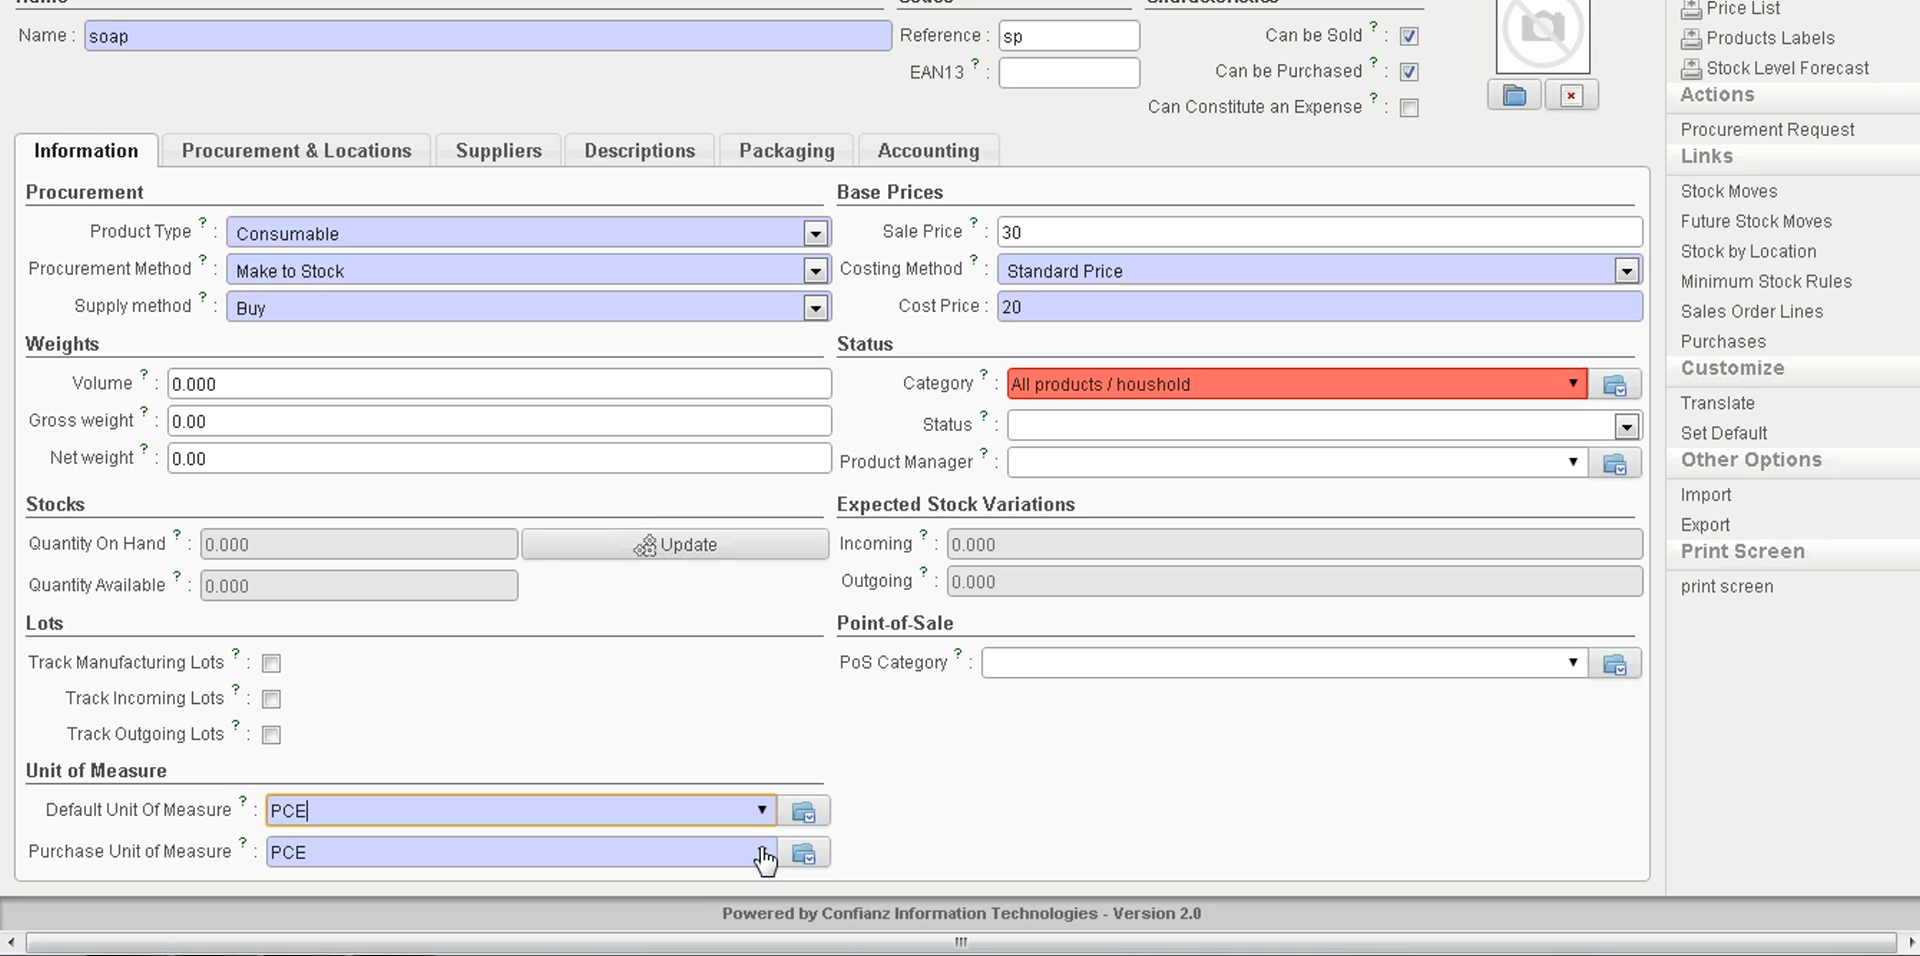 Name
Codes
Characteristics
Name : soap
Reference : sp
Can be Sold ? :
EAN13 ? :
Can be Purchased ? :
Can Constitute an Expense ? :
Information
Procurement & Locations
Suppliers
Descriptions
Packaging
Accounting
Procurement
Product Type ? : Consumable
Procurement Method ? : Make to Stock
Supply method ? : Buy
Base Prices
Sale Price ? : 30
Costing Method ? : Standard Price
Cost Price : 20
Weights
Volume ? : 0.000
Gross weight ? : 0.00
Net weight ? : 0.00
Status
Category ? : All products / houshold
Status ? :
Product Manager ? :
Stocks
Quantity On Hand ? : 0.000 Update
Quantity Available ? : 0.000
Expected Stock Variations
Incoming ? : 0.000
Outgoing ? : 0.000
Lots
Track Manufacturing Lots ? :
Track Incoming Lots ? :
Track Outgoing Lots ? :
Point-of-Sale
PoS Category ? :
Unit of Measure
Default Unit Of Measure ? : PCE
Purchase Unit of Measure ? : PCE
Price List
Products Labels
Stock Level Forecast
Actions
Procurement Request
Links
Stock Moves
Future Stock Moves
Stock by Location
Minimum Stock Rules
Sales Order Lines
Purchases
Customize
Translate
Set Default
Other Options
Import
Export
Print Screen
print screen
Powered by Confianz Information Technologies - Version 2.0